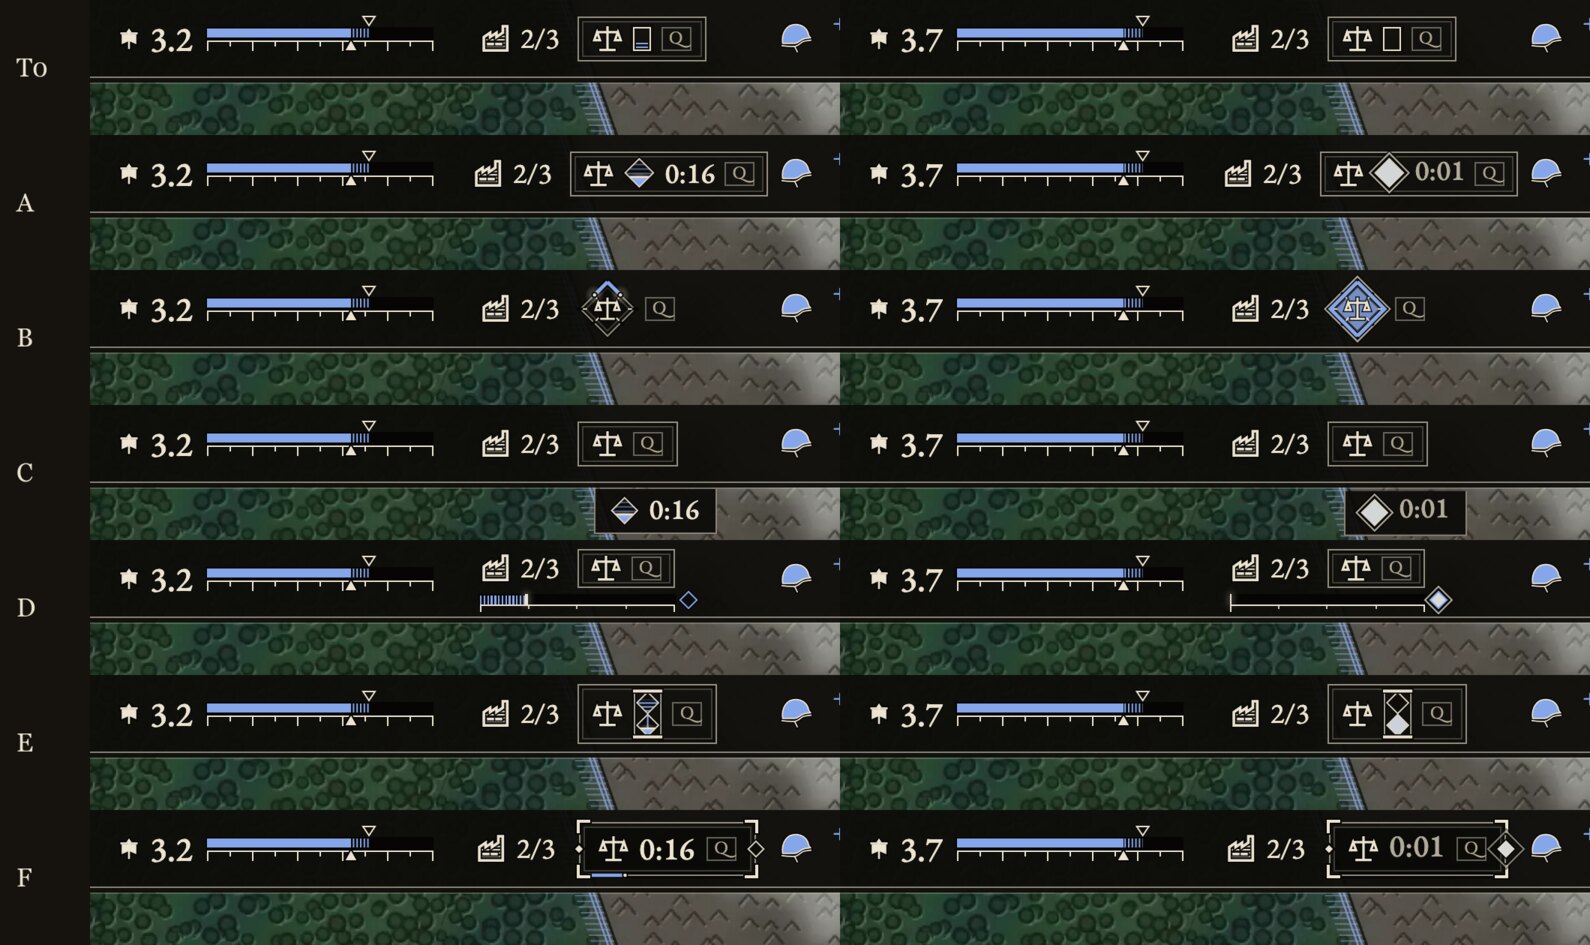 To
3.2 2/3 Q 3.7 2/3 Q
A
3.2 2/3 0:16 Q 3.7 2/3 0:01 Q
B
3.2 2/3 Q 3.7 2/3 Q
C
3.2 2/3 Q 3.7 2/3 Q
0:16 0:01
D
3.2 2/3 Q 3.7 2/3 Q
E
3.2 2/3 Q 3.7 2/3 Q
F
3.2 2/3 0:16 Q 3.7 2/3 0:01 Q